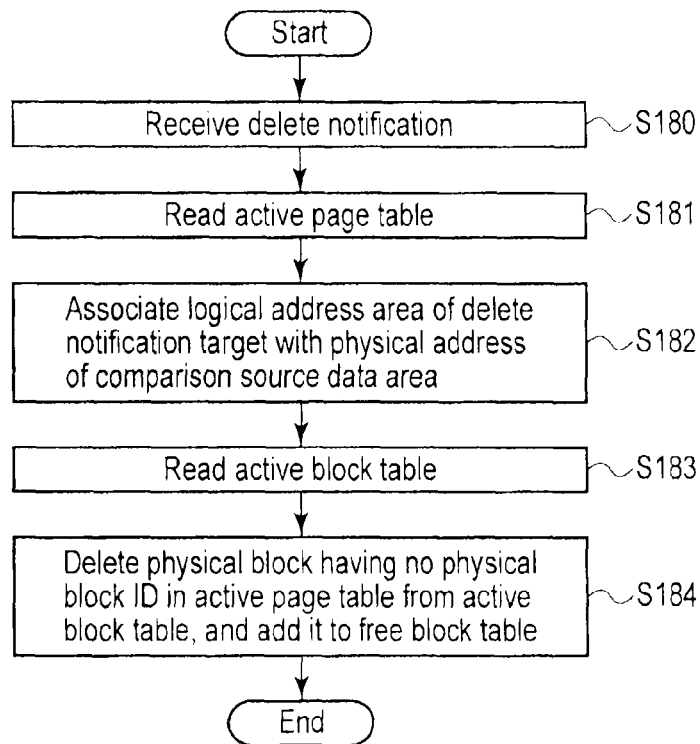 Start
Receive delete notification
S180
Read active page table
S181
Associate logical address area of delete
notification target with physical address
of comparison source data area
S182
Read active block table
S183
Delete physical block having no physical
block ID in active page table from active
block table, and add it to free block table
S184
End